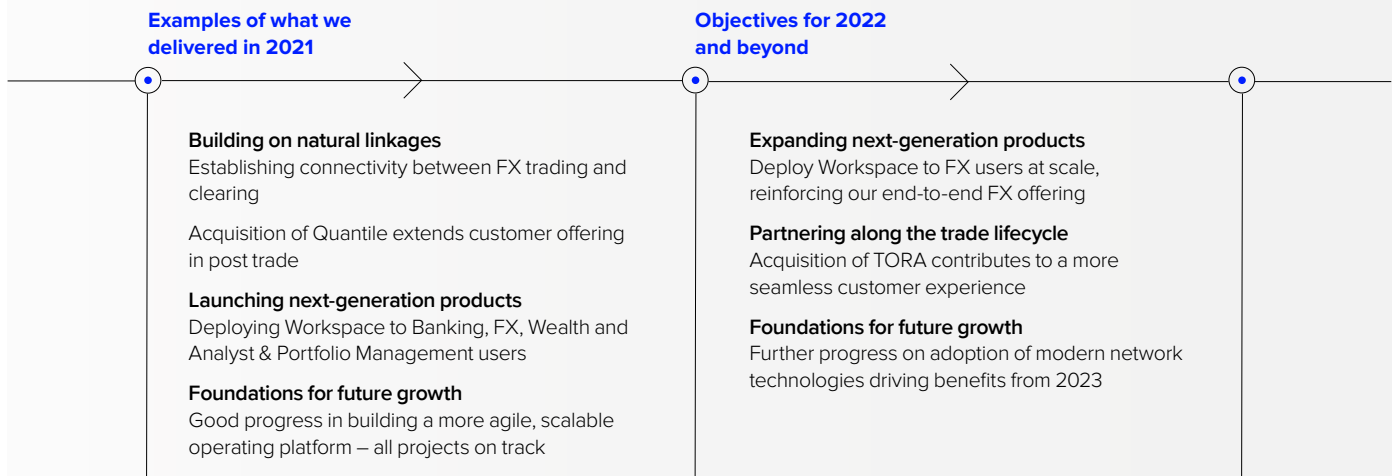 Examples of what we
delivered in 2021
Building on natural linkages
Establishing connectivity between FX trading and
clearing
Acquisition of Quantile extends customer offering
in post trade
Launching next-generation products
Deploying Workspace to Banking, FX, Wealth and
Analyst & Portfolio Management users
Foundations for future growth
Good progress in building a more agile, scalable
operating platform – all projects on track
Objectives for 2022
and beyond
Expanding next-generation products
Deploy Workspace to FX users at scale,
reinforcing our end-to-end FX offering
Partnering along the trade lifecycle
Acquisition of TORA contributes to a more
seamless customer experience
Foundations for future growth
Further progress on adoption of modern network
technologies driving benefits from 2023